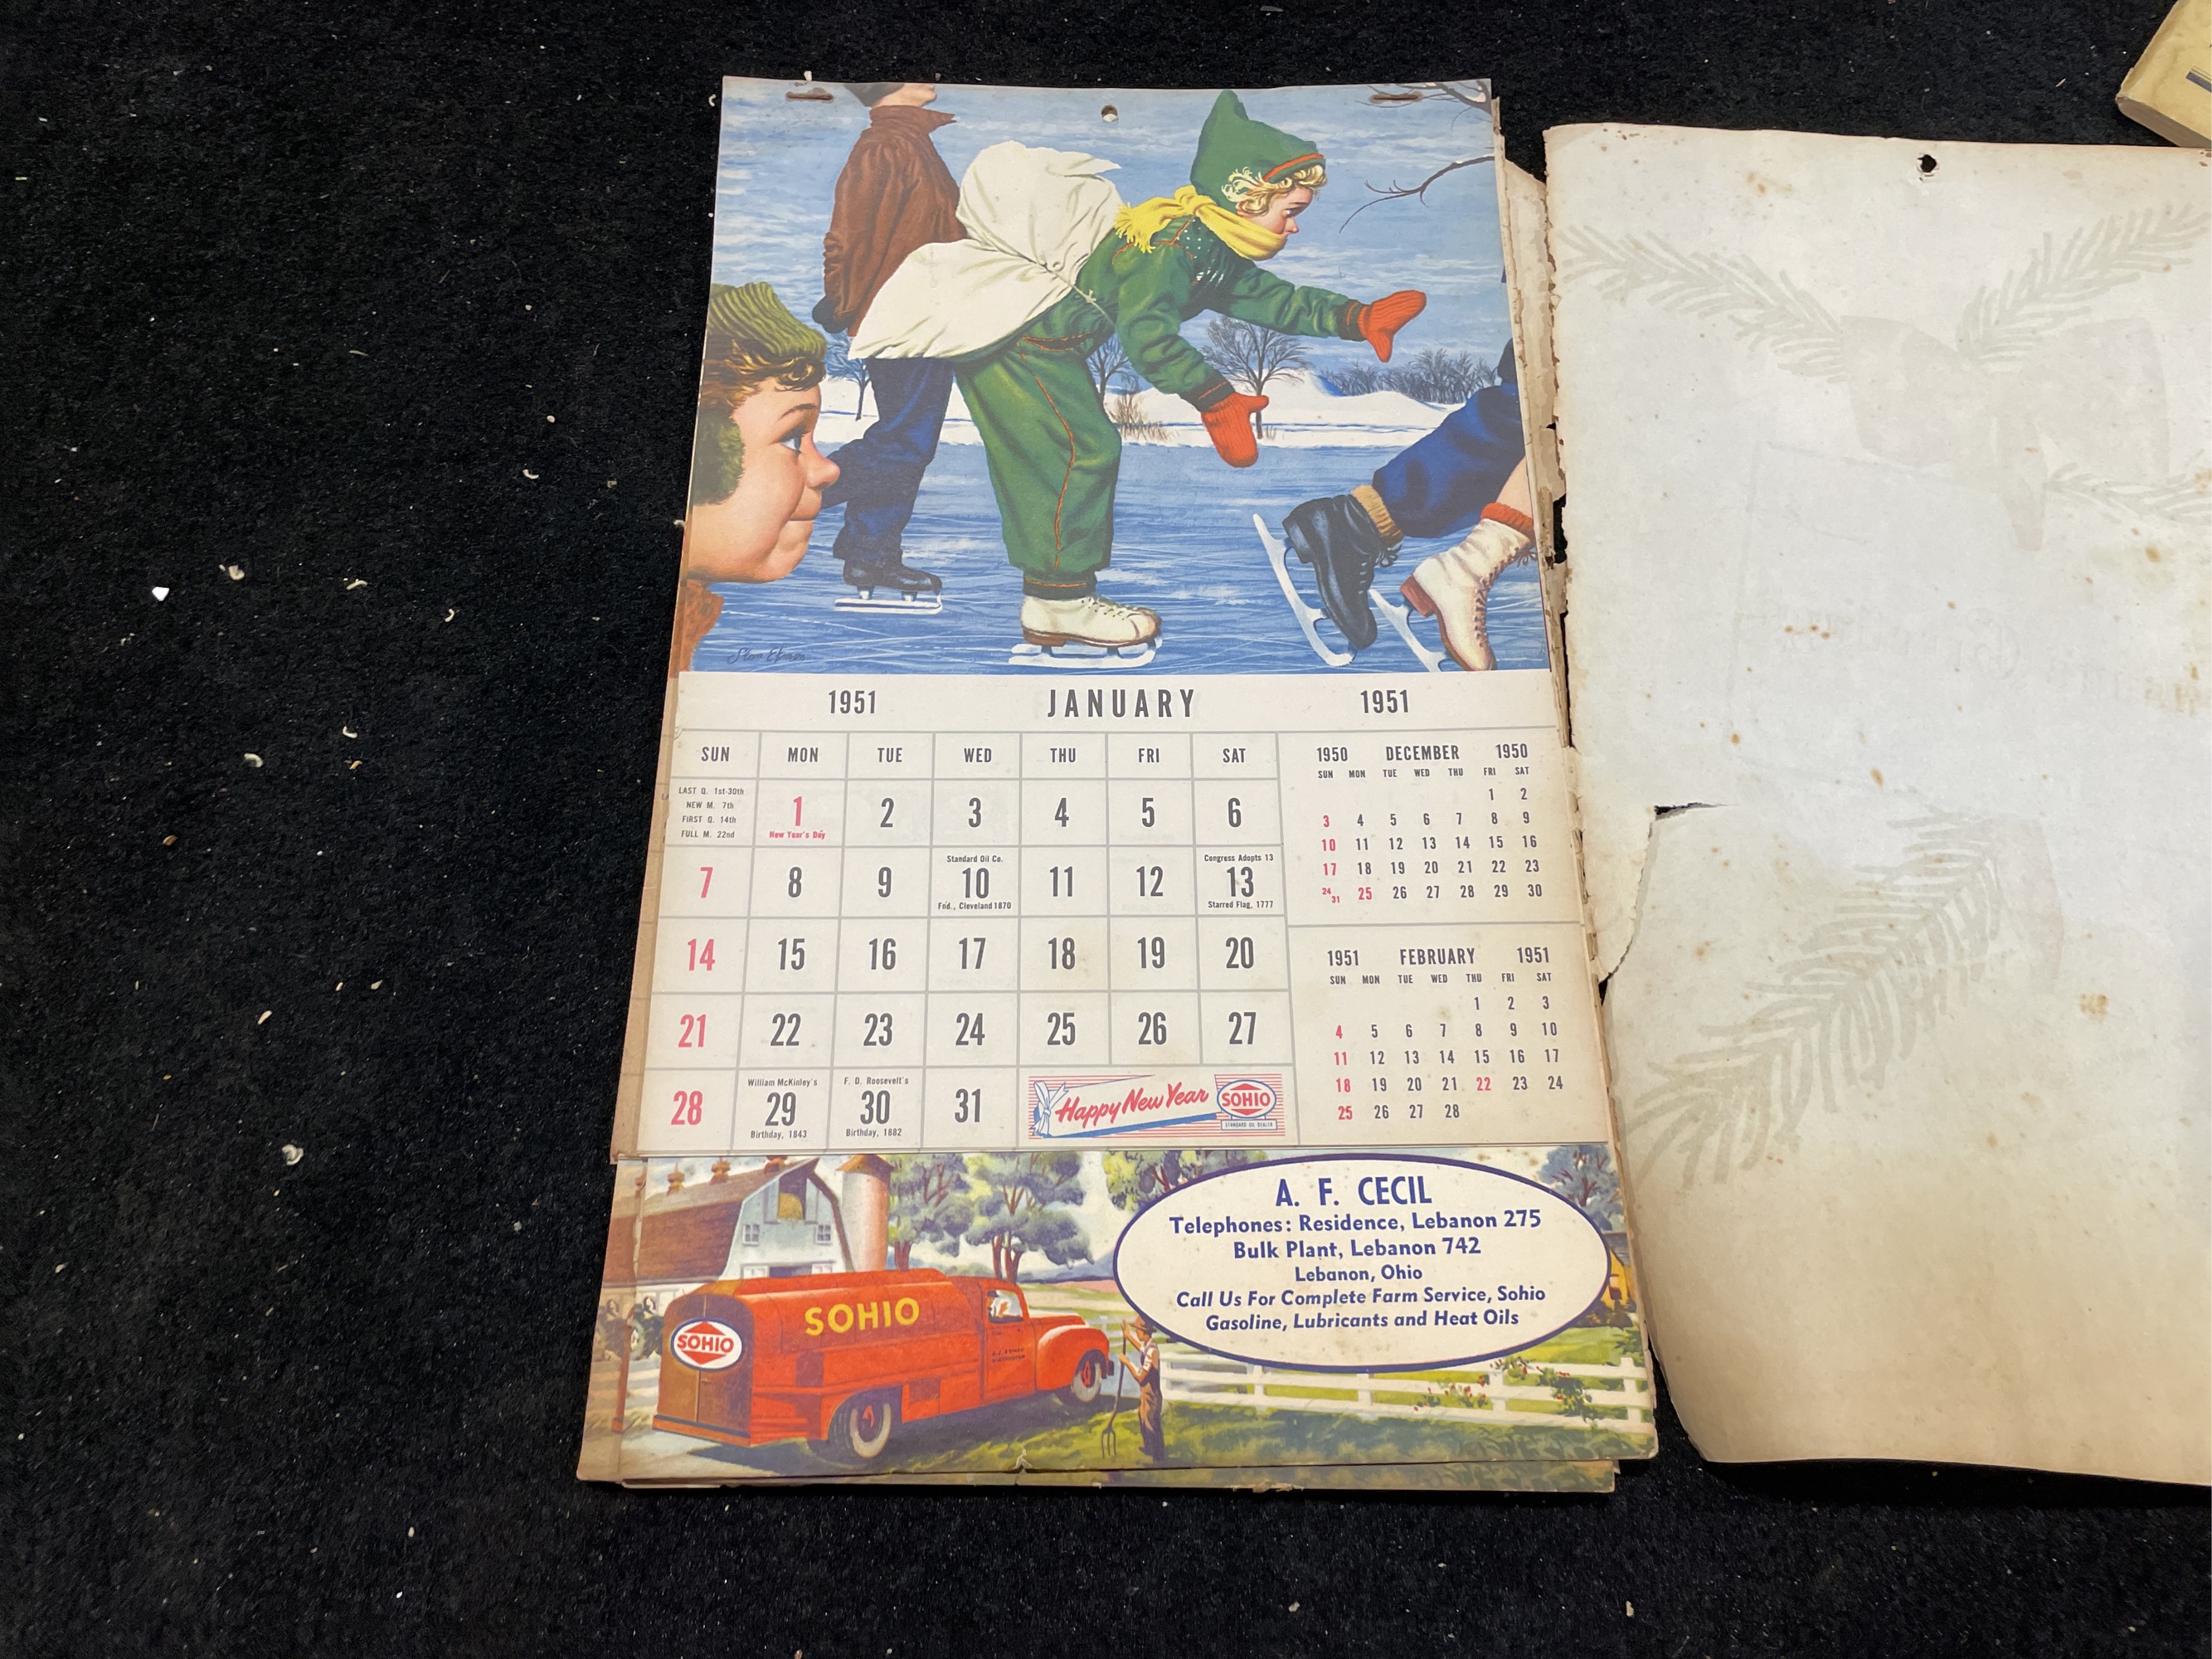 1951 JANUARY 1951
SUN MON TUE WED THU FRI SAT
LAST Q. 1st-30th
NEW M. 7th
FIRST Q. 14th
FULL M. 22nd
1 2 3 4 5 6
New Year's Day
Standard Oil Co. Congress Adopts 13
7 8 9 10 11 12 13
Fnd., Cleveland 1870 Starred Flag, 1777
14 15 16 17 18 19 20
21 22 23 24 25 26 27
William McKinley's F. D. Roosevelt's
28 29 30 31
Birthday, 1843 Birthday, 1882
Happy New Year SOHIO
STANDARD OIL DEALER
1950 DECEMBER 1950
SUN MON TUE WED THU FRI SAT
1 2
3 4 5 6 7 8 9
10 11 12 13 14 15 16
17 18 19 20 21 22 23
24 31 25 26 27 28 29 30
1951 FEBRUARY 1951
SUN MON TUE WED THU FRI SAT
1 2 3
4 5 6 7 8 9 10
11 12 13 14 15 16 17
18 19 20 21 22 23 24
25 26 27 28
SOHIO
SOHIO
A. F. CECIL
Telephones: Residence, Lebanon 275
Bulk Plant, Lebanon 742
Lebanon, Ohio
Call Us For Complete Farm Service, Sohio
Gasoline, Lubricants and Heat Oils